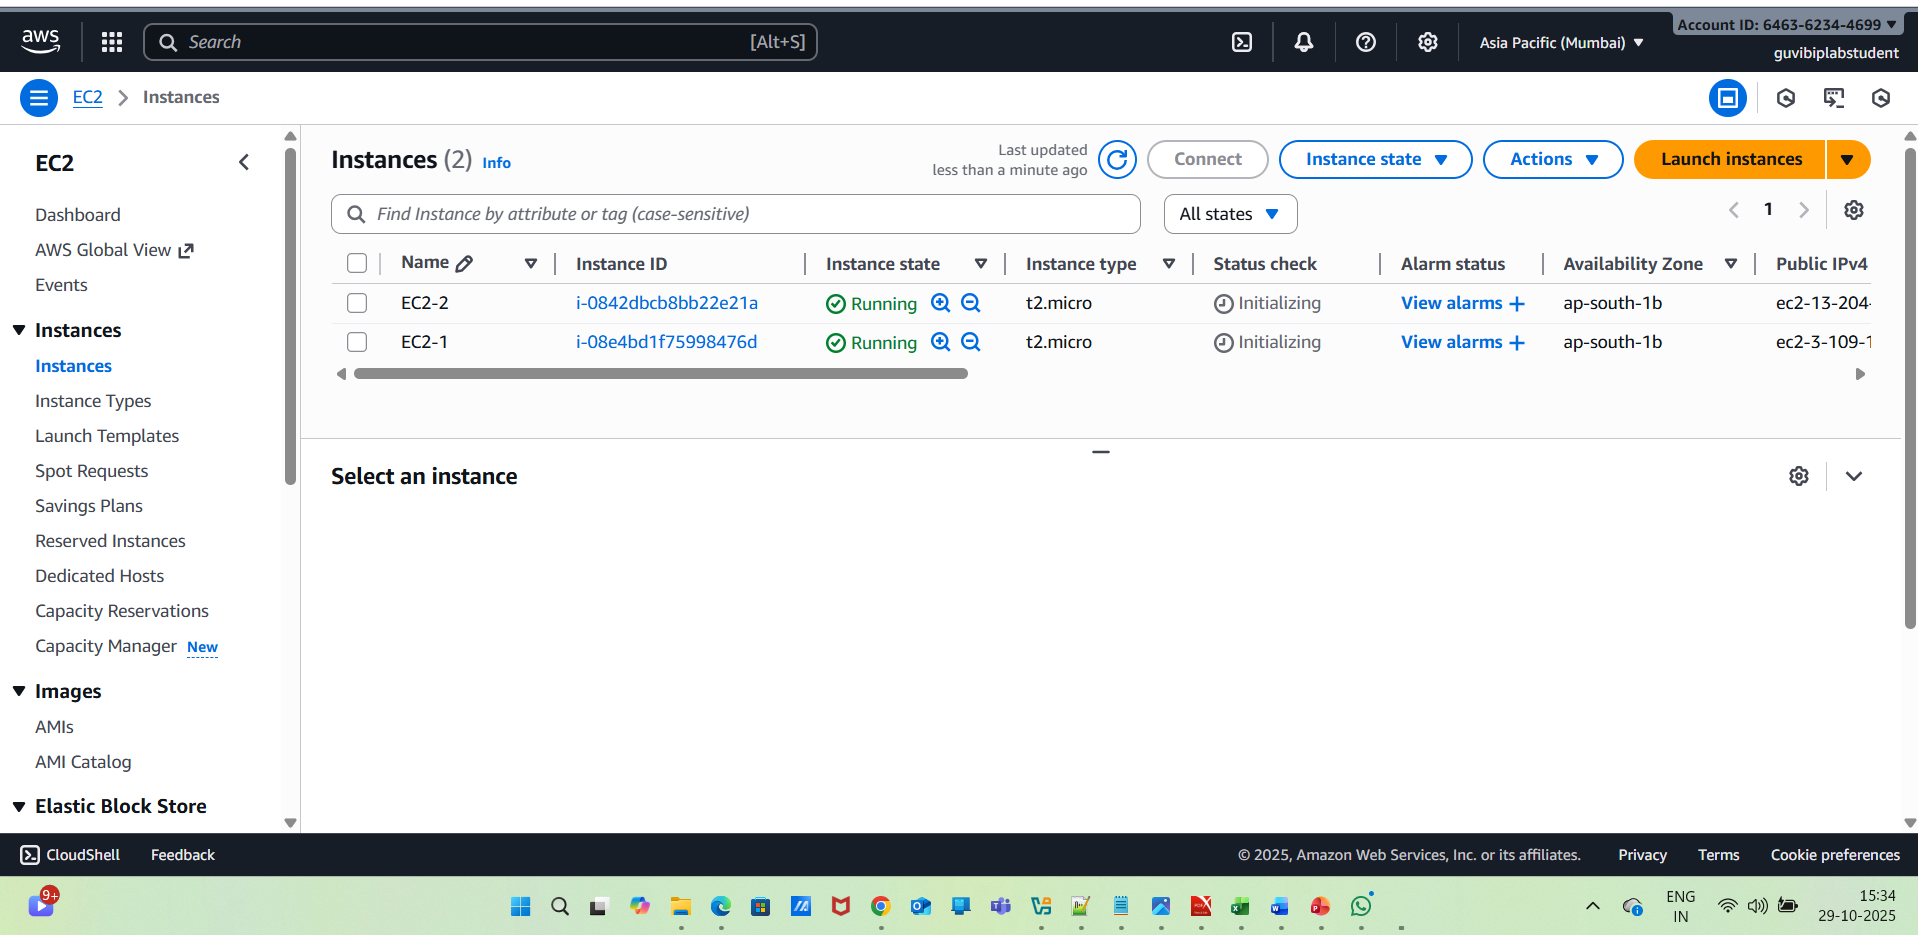 aws
Search [Alt+S]
Asia Pacific (Mumbai)
Account ID: 6463-6234-4699
guvibiplabstudent
EC2
Instances
EC2
Dashboard
AWS Global View
Events
Instances
Instances
Instance Types
Launch Templates
Spot Requests
Savings Plans
Reserved Instances
Dedicated Hosts
Capacity Reservations
Capacity Manager New
Images
AMIs
AMI Catalog
Elastic Block Store
Instances (2) Info
Last updated
less than a minute ago
Connect
Instance state
Actions
Launch instances
Find Instance by attribute or tag (case-sensitive)
All states
1
Name Instance ID Instance state Instance type Status check Alarm status Availability Zone Public IPv4
EC2-2 i-0842dbcb8bb22e21a Running t2.micro Initializing View alarms + ap-south-1b ec2-13-204-
EC2-1 i-08e4bd1f75998476d Running t2.micro Initializing View alarms + ap-south-1b ec2-3-109-1
Select an instance
CloudShell Feedback © 2025, Amazon Web Services, Inc. or its affiliates. Privacy Terms Cookie preferences
9+
ENG
IN
15:34
29-10-2025